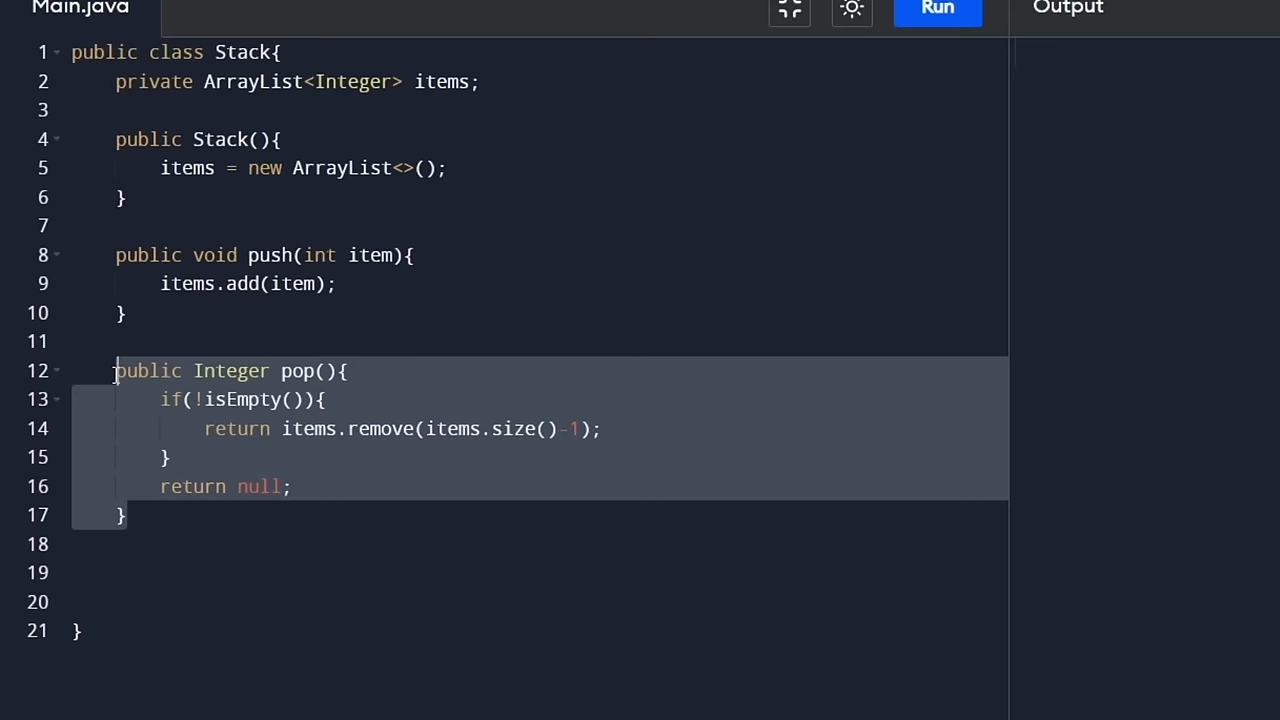 Main.java
Run
Output
1 public class Stack{
2     private ArrayList<Integer> items;
3
4     public Stack(){
5         items = new ArrayList<>();
6     }
7
8     public void push(int item){
9         items.add(item);
10     }
11
12     public Integer pop(){
13         if(!isEmpty()){
14             return items.remove(items.size()-1);
15         }
16         return null;
17     }
18
19
20
21 }